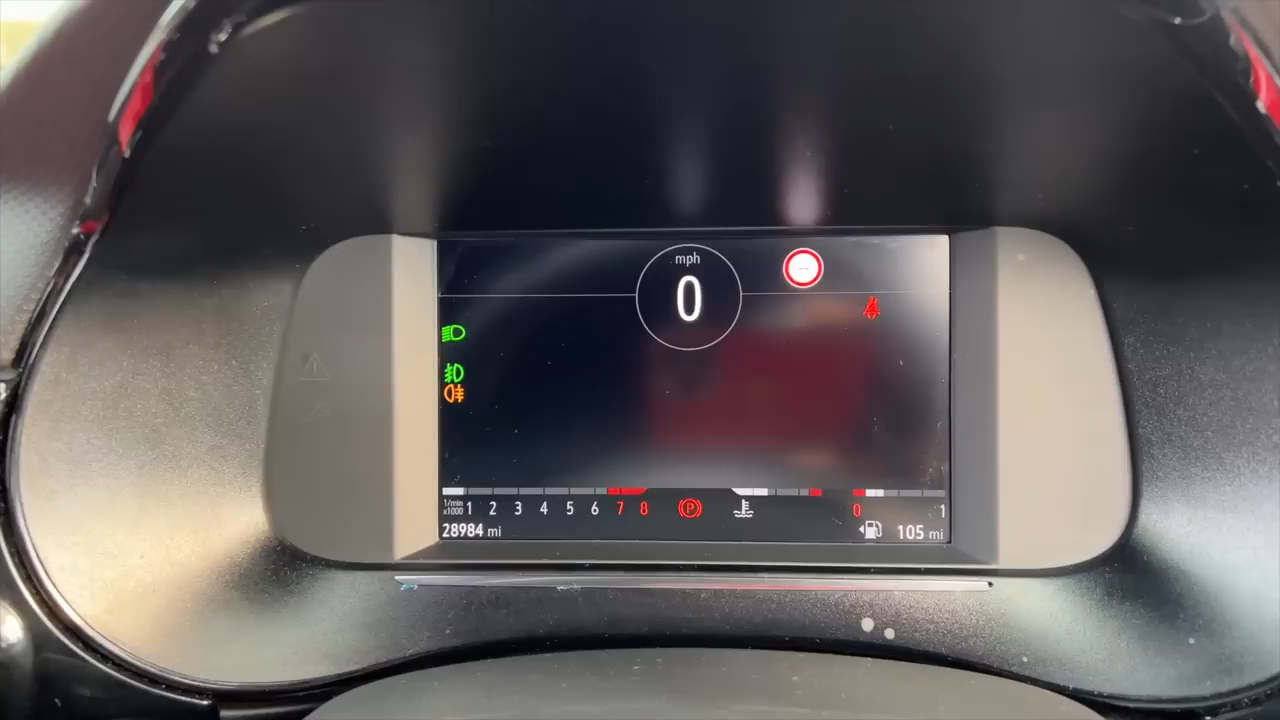 mph
0
--
1/min
x1000
1 2 3 4 5 6 7 8
P
0 1
28984 mi
105 mi